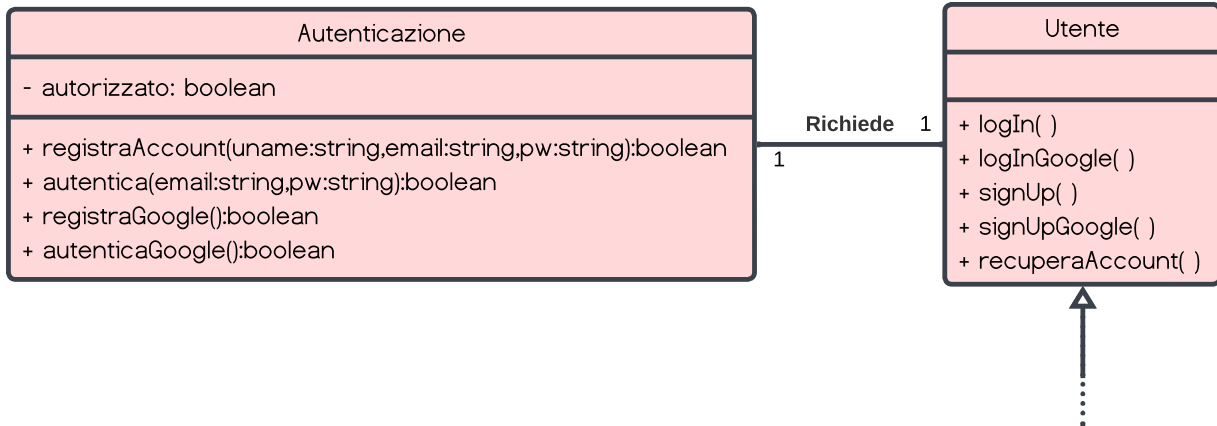 Autenticazione
- autorizzato: boolean
+ registraAccount(uname:string,email:string,pw:string):boolean
+ autentica(email:string,pw:string):boolean
+ registraGoogle():boolean
+ autenticaGoogle():boolean
Richiede
1
1
Utente
+ logIn( )
+ logInGoogle( )
+ signUp( )
+ signUpGoogle( )
+ recuperaAccount( )